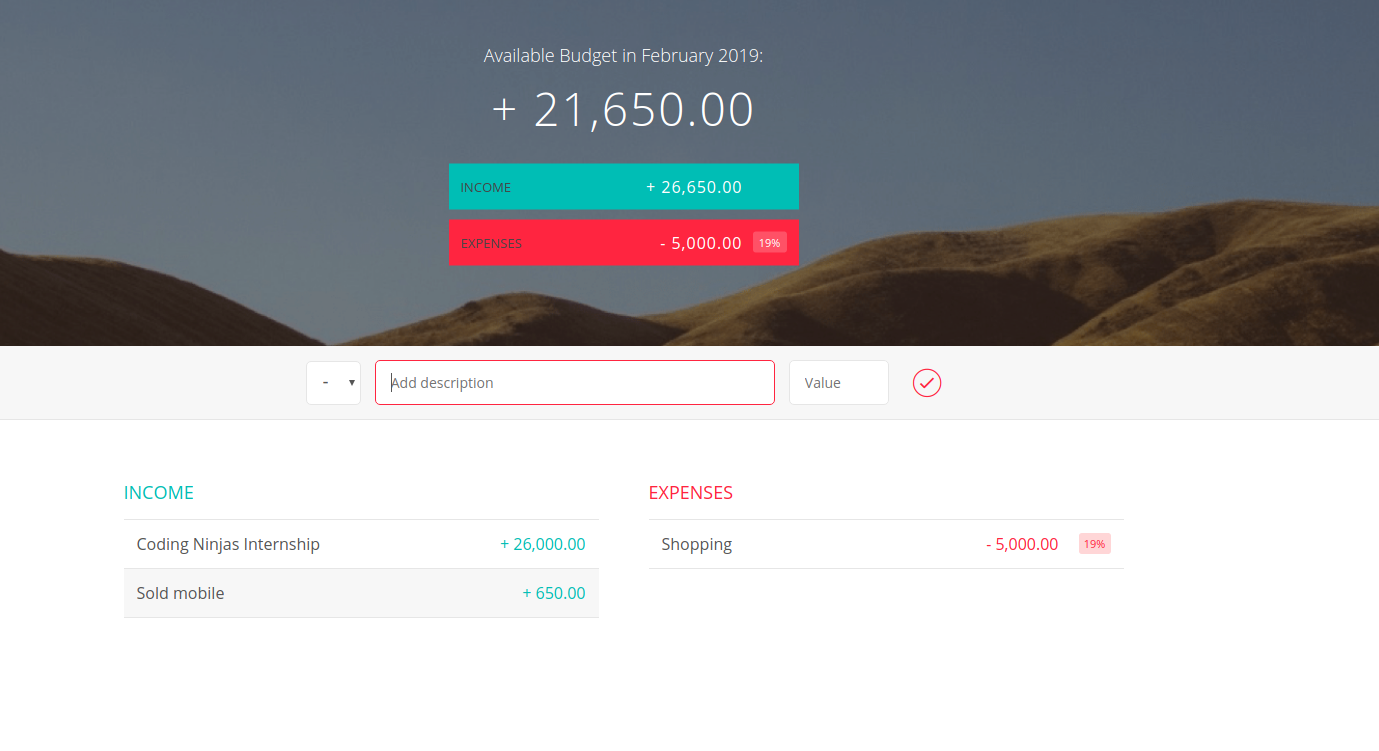 Available Budget in February 2019:
+ 21,650.00
INCOME + 26,650.00
EXPENSES - 5,000.00 19%
- Add description Value
INCOME
Coding Ninjas Internship + 26,000.00
Sold mobile + 650.00
EXPENSES
Shopping - 5,000.00 19%